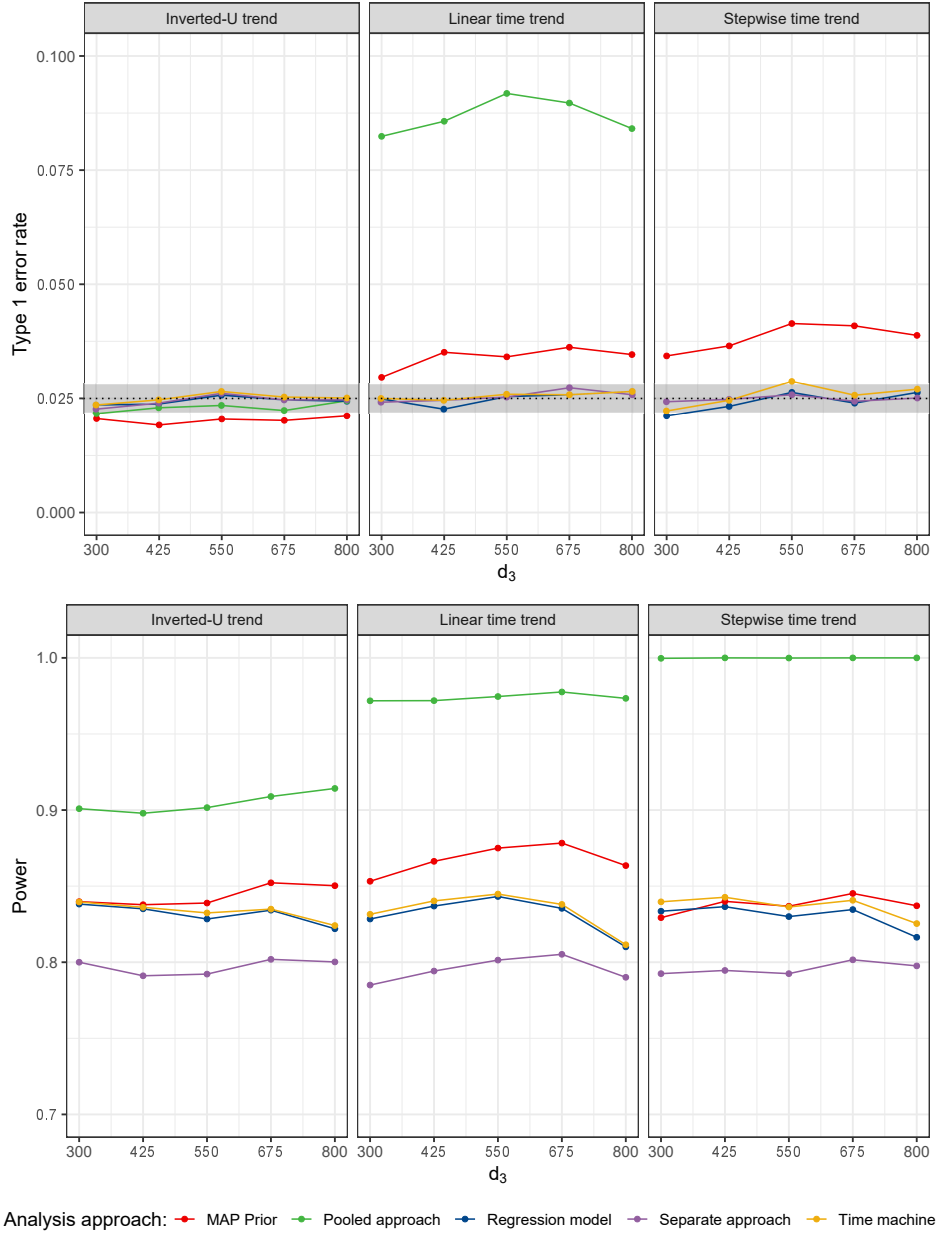 Inverted-U trend Linear time trend Stepwise time trend
0.100
0.075
0.050
0.025
0.000
Type 1 error rate
300 425 550 675 800 300 425 550 675 800 300 425 550 675 800
d3
Inverted-U trend Linear time trend Stepwise time trend
1.0
0.9
0.8
0.7
Power
300 425 550 675 800 300 425 550 675 800 300 425 550 675 800
d3
Analysis approach: MAP Prior Pooled approach Regression model Separate approach Time machine